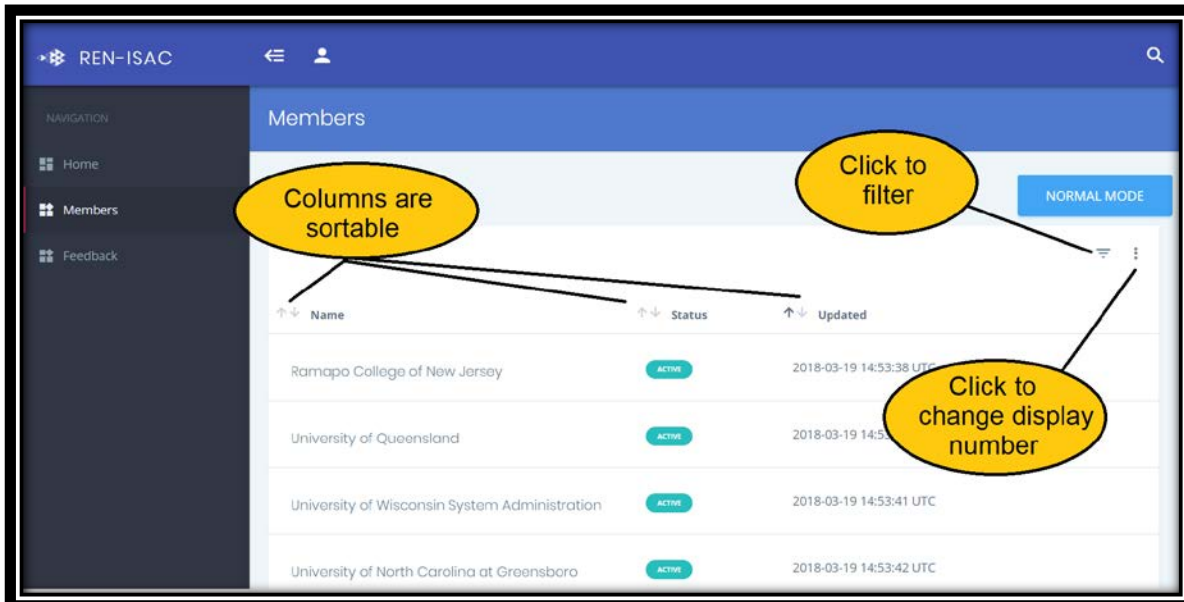 REN-ISAC
NAVIGATION
Home
Members
Feedback
Members
NORMAL MODE
Click to
filter
Columns are
sortable
Name Status Updated
Ramapo College of New Jersey ACTIVE 2018-03-19 14:53:38 UTC
University of Queensland ACTIVE 2018-03-19
University of Wisconsin System Administration ACTIVE 2018-03-19 14:53:41 UTC
University of North Carolina at Greensboro ACTIVE 2018-03-19 14:53:42 UTC
Click to
change display
number